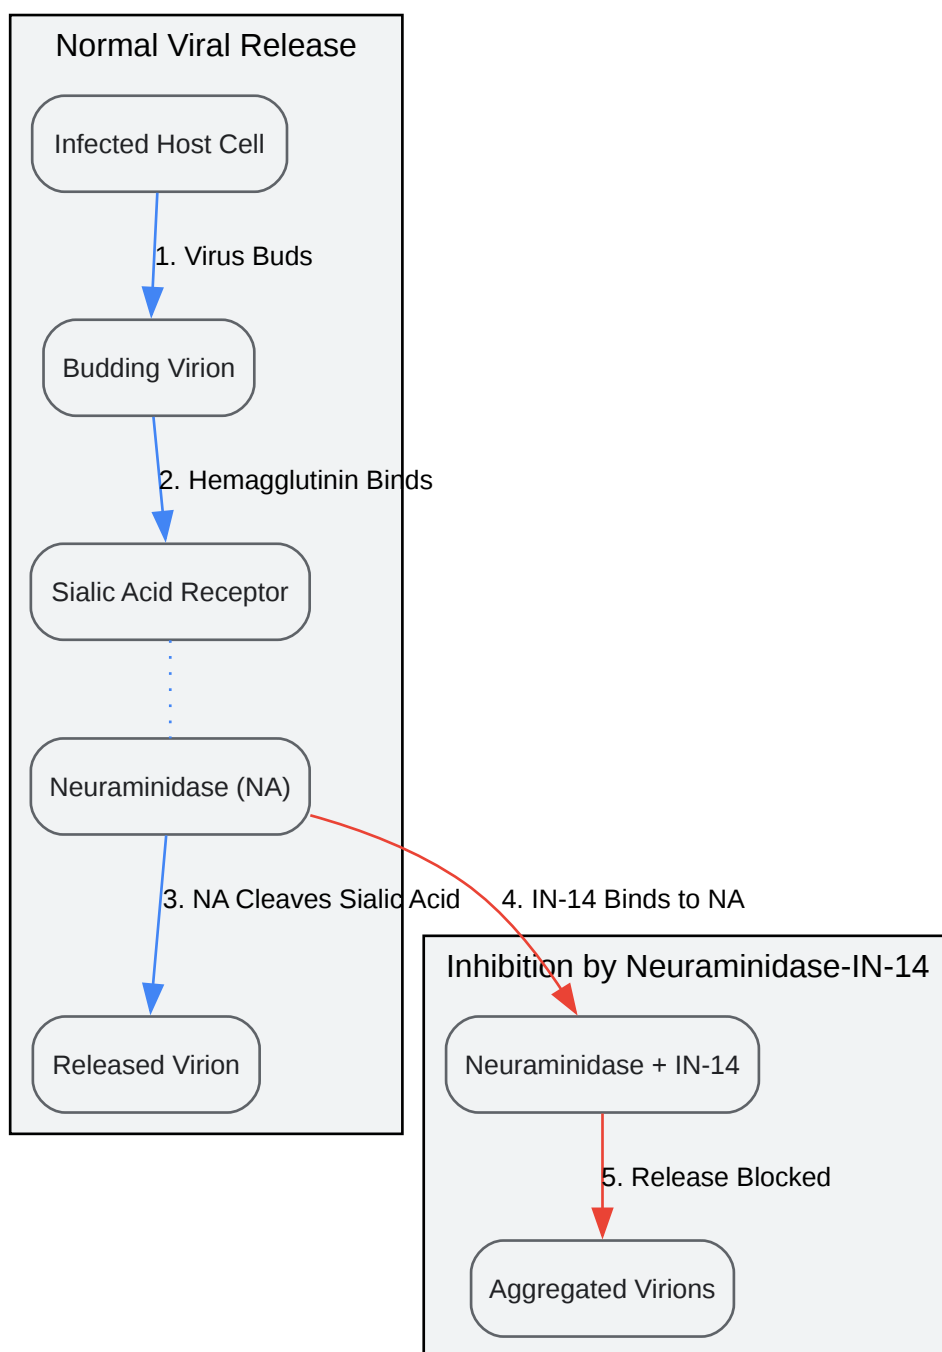 Normal Viral Release
Infected Host Cell
1. Virus Buds
Budding Virion
2. Hemagglutinin Binds
Sialic Acid Receptor
Neuraminidase (NA)
3. NA Cleaves Sialic Acid
4. IN-14 Binds to NA
Inhibition by Neuraminidase-IN-14
Released Virion
Neuraminidase + IN-14
5. Release Blocked
Aggregated Virions